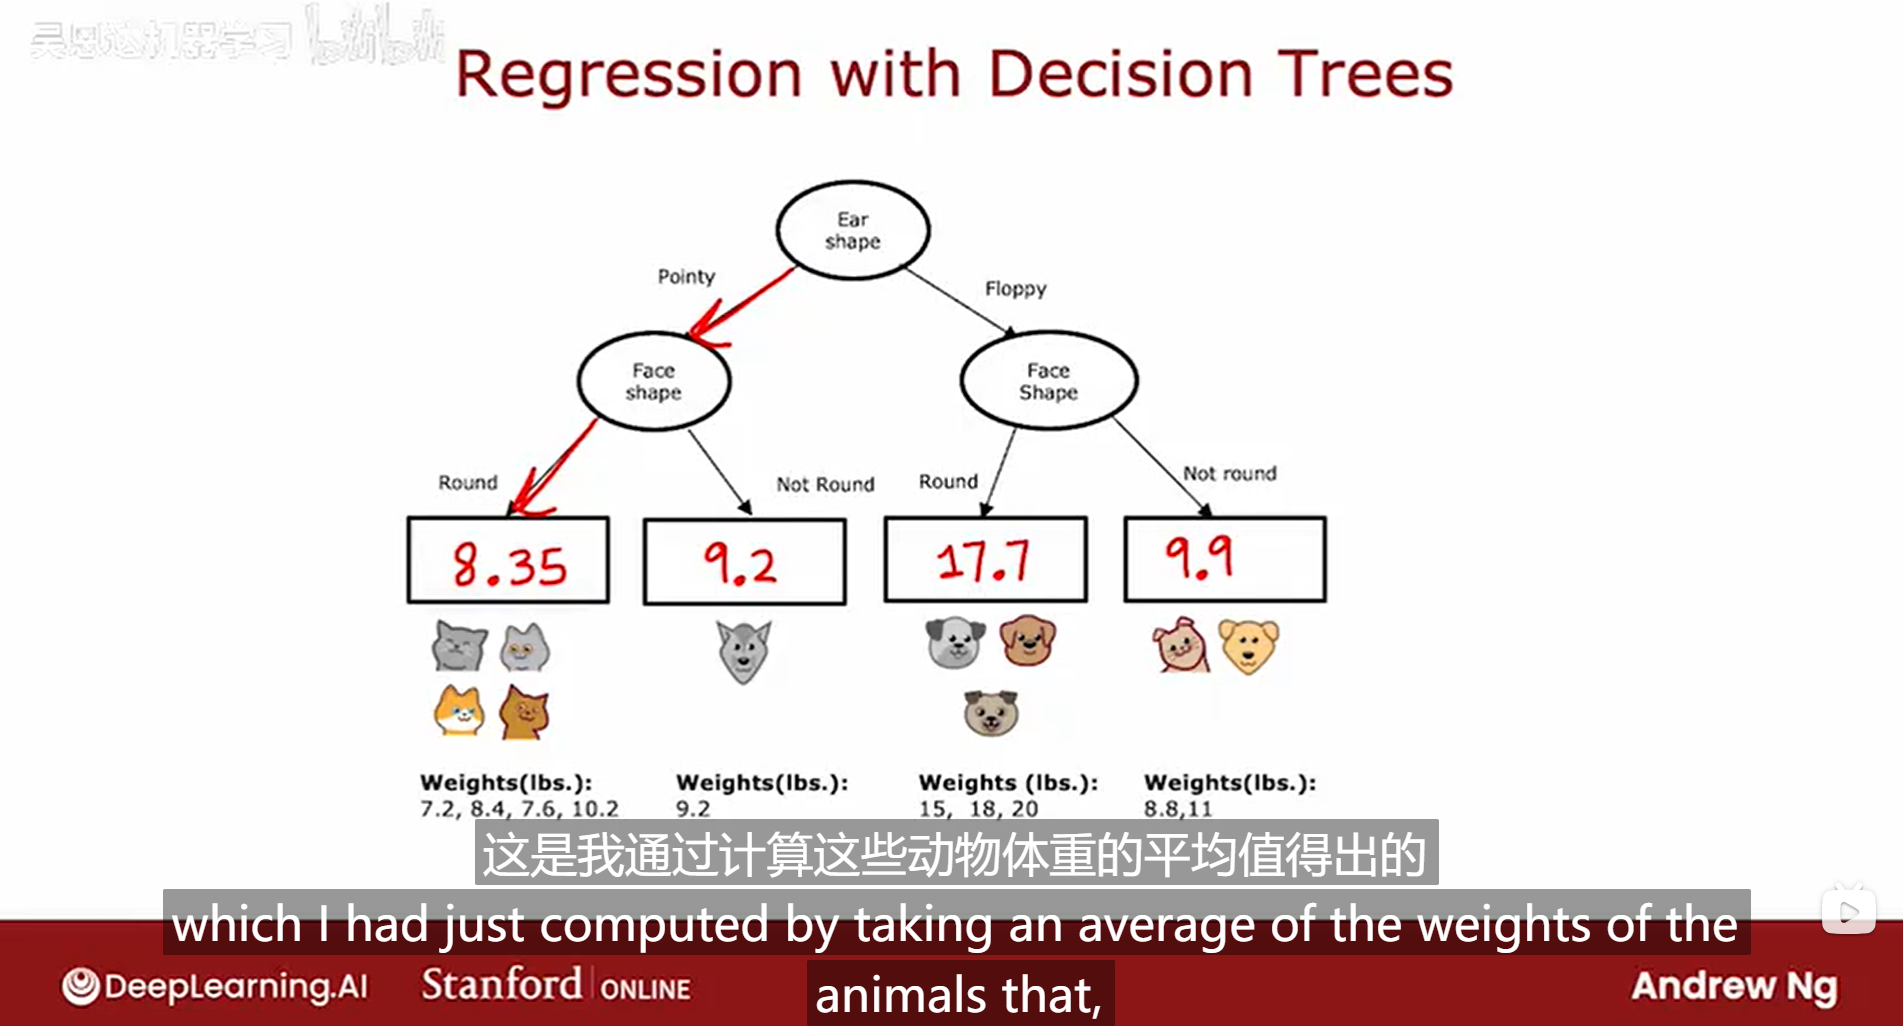 吴恩达机器学习 bilibili
Regression with Decision Trees
Ear
shape
Pointy
Floppy
Face
shape
Face
Shape
Round
Not Round
Round
Not round
8.35
9.2
17.7
9.9
Weights(lbs.):
7.2, 8.4, 7.6, 10.2
Weights(lbs.):
9.2
Weights (lbs.):
15, 18, 20
Weights(lbs.):
8.8,11
这是我通过计算这些动物体重的平均值得出的
which I had just computed by taking an average of the weights of the
animals that,
DeepLearning.AI
Stanford ONLINE
Andrew Ng